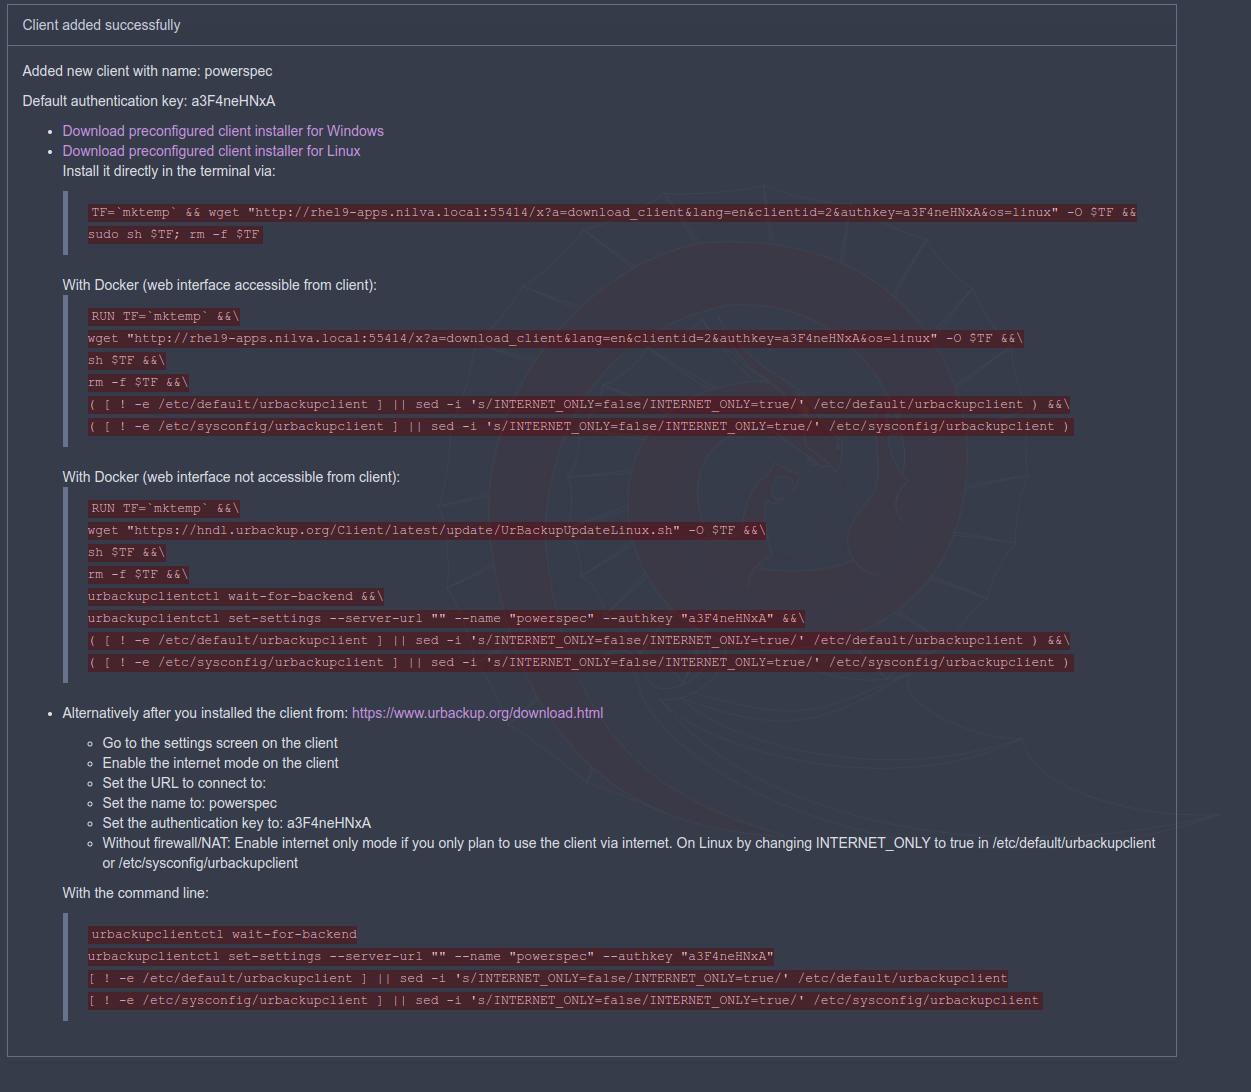 Client added successfully
Added new client with name: powerspec
Default authentication key: a3F4neHNxA
Download preconfigured client installer for Windows
Download preconfigured client installer for Linux
Install it directly in the terminal via:
TF=`mktemp` && wget "http://rhel9-apps.nilva.local:55414/x?a=download_client&lang=en&clientid=2&authkey=a3F4neHNxA&os=linux" -O $TF &&
sudo sh $TF; rm -f $TF
With Docker (web interface accessible from client):
RUN TF=`mktemp` &&\
wget "http://rhel9-apps.nilva.local:55414/x?a=download_client&lang=en&clientid=2&authkey=a3F4neHNxA&os=linux" -O $TF &&\
sh $TF &&\
rm -f $TF &&\
( [ ! -e /etc/default/urbackupclient ] || sed -i 's/INTERNET_ONLY=false/INTERNET_ONLY=true/' /etc/default/urbackupclient ) &&\
( [ ! -e /etc/sysconfig/urbackupclient ] || sed -i 's/INTERNET_ONLY=false/INTERNET_ONLY=true/' /etc/sysconfig/urbackupclient )
With Docker (web interface not accessible from client):
RUN TF=`mktemp` &&\
wget "https://hndl.urbackup.org/Client/latest/update/UrBackupUpdateLinux.sh" -O $TF &&\
sh $TF &&\
rm -f $TF &&\
urbackupclientctl wait-for-backend &&\
urbackupclientctl set-settings --server-url "" --name "powerspec" --authkey "a3F4neHNxA" &&\
( [ ! -e /etc/default/urbackupclient ] || sed -i 's/INTERNET_ONLY=false/INTERNET_ONLY=true/' /etc/default/urbackupclient ) &&\
( [ ! -e /etc/sysconfig/urbackupclient ] || sed -i 's/INTERNET_ONLY=false/INTERNET_ONLY=true/' /etc/sysconfig/urbackupclient )
Alternatively after you installed the client from: https://www.urbackup.org/download.html
Go to the settings screen on the client
Enable the internet mode on the client
Set the URL to connect to:
Set the name to: powerspec
Set the authentication key to: a3F4neHNxA
Without firewall/NAT: Enable internet only mode if you only plan to use the client via internet. On Linux by changing INTERNET_ONLY to true in /etc/default/urbackupclient
or /etc/sysconfig/urbackupclient
With the command line:
urbackupclientctl wait-for-backend
urbackupclientctl set-settings --server-url "" --name "powerspec" --authkey "a3F4neHNxA"
[ ! -e /etc/default/urbackupclient ] || sed -i 's/INTERNET_ONLY=false/INTERNET_ONLY=true/' /etc/default/urbackupclient
[ ! -e /etc/sysconfig/urbackupclient ] || sed -i 's/INTERNET_ONLY=false/INTERNET_ONLY=true/' /etc/sysconfig/urbackupclient